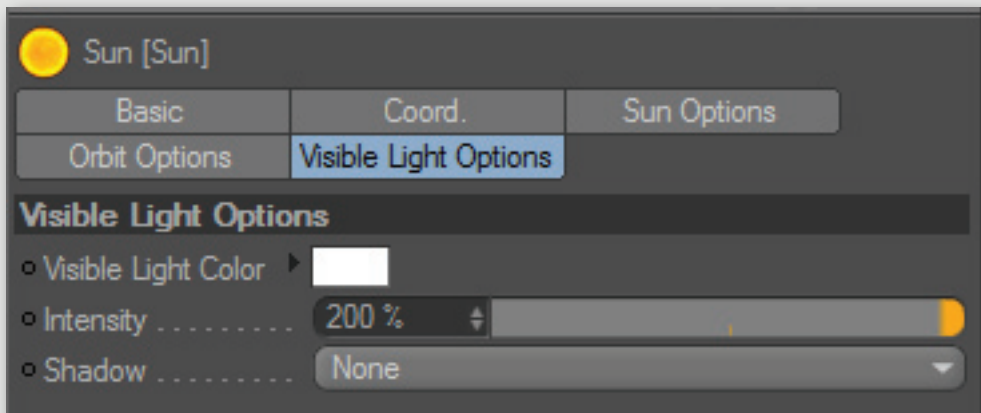 Sun [Sun]
Basic Coord. Sun Options
Orbit Options Visible Light Options
Visible Light Options
Visible Light Color
Intensity . . . . . . . . . 200 %
Shadow . . . . . . . . . None